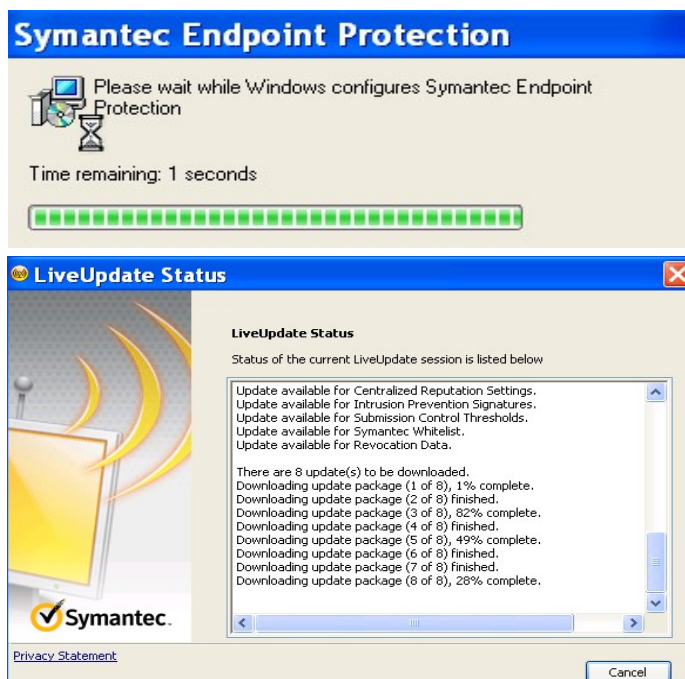 Symantec Endpoint Protection
Please wait while Windows configures Symantec Endpoint
Protection
Time remaining: 1 seconds
LiveUpdate Status
LiveUpdate Status
Status of the current LiveUpdate session is listed below
Update available for Centralized Reputation Settings.
Update available for Intrusion Prevention Signatures.
Update available for Submission Control Thresholds.
Update available for Symantec Whitelist.
Update available for Revocation Data.
There are 8 update(s) to be downloaded.
Downloading update package (1 of 8), 1% complete.
Downloading update package (2 of 8) finished.
Downloading update package (3 of 8), 82% complete.
Downloading update package (4 of 8) finished.
Downloading update package (5 of 8), 49% complete.
Downloading update package (6 of 8) finished.
Downloading update package (7 of 8) finished.
Downloading update package (8 of 8), 28% complete.
Symantec.
Privacy Statement
Cancel